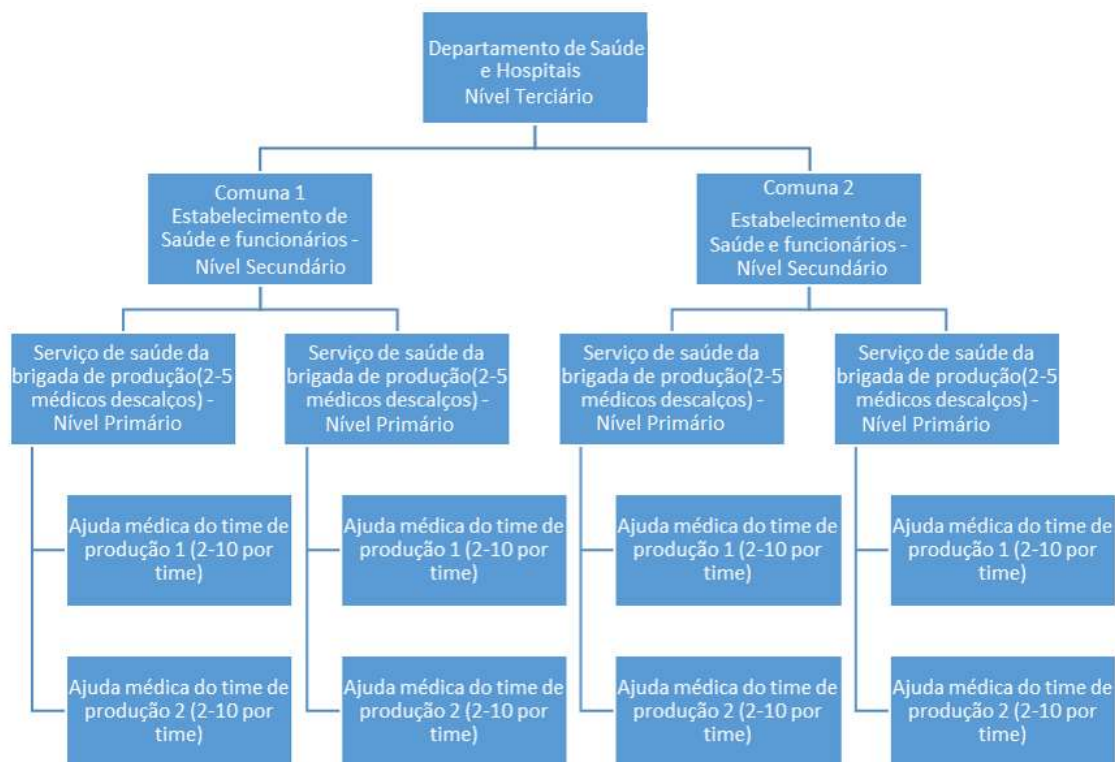 Departamento de Saúde
e Hospitais
Nível Terciário
Comuna 1
Estabelecimento de
Saúde e funcionários -
Nível Secundário
Comuna 2
Estabelecimento de
Saúde e funcionários -
Nível Secundário
Serviço de saúde da
brigada de produção(2-5
médicos descalços) -
Nível Primário
Serviço de saúde da
brigada de produção(2-5
médicos descalços) -
Nível Primário
Serviço de saúde da
brigada de produção(2-5
médicos descalços) -
Nível Primário
Serviço de saúde da
brigada de produção(2-5
médicos descalços) -
Nível Primário
Ajuda médica do time de
produção 1 (2-10 por
time)
Ajuda médica do time de
produção 1 (2-10 por
time)
Ajuda médica do time de
produção 1 (2-10 por
time)
Ajuda médica do time de
produção 1 (2-10 por
time)
Ajuda médica do time de
produção 2 (2-10 por
time)
Ajuda médica do time de
produção 2 (2-10 por
time)
Ajuda médica do time de
produção 2 (2-10 por
time)
Ajuda médica do time de
produção 2 (2-10 por
time)